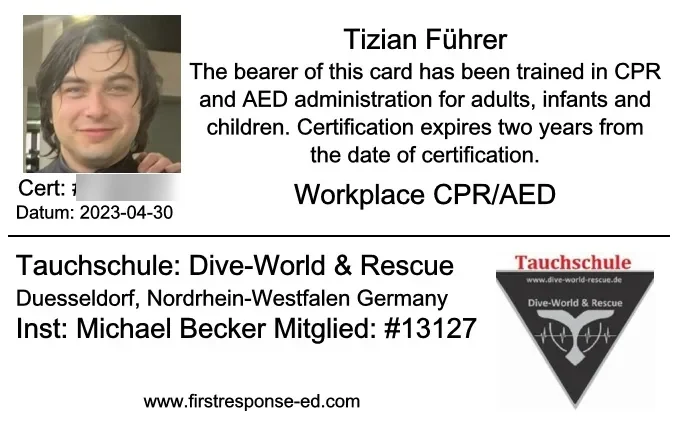 Tizian Führer
The bearer of this card has been trained in CPR
and AED administration for adults, infants and
children. Certification expires two years from
the date of certification.
Workplace CPR/AED
Cert: #
Datum: 2023-04-30
Tauchschule: Dive-World & Rescue
Duesseldorf, Nordrhein-Westfalen Germany
Inst: Michael Becker Mitglied: #13127
Tauchschule
www.dive-world-rescue.de
Dive-World & Rescue
www.firstresponse-ed.com